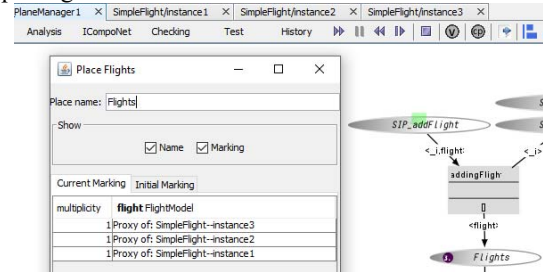 PlaneManager1 × SimpleFlight/instance1 × SimpleFlight/instance2 × SimpleFlight/instance3 ×
Analysis ICompoNet Checking Test History
Place Flights
Place name: Flights
Show
Name Marking
Current Marking Initial Marking
multiplicity flight FlightModel
1 Proxy of: SimpleFlight--instance3
1 Proxy of: SimpleFlight--instance2
1 Proxy of: SimpleFlight--instance1
SIP_addFlight
<_i,flight> <_i>
addingFligh
[]
<flight>
Flights